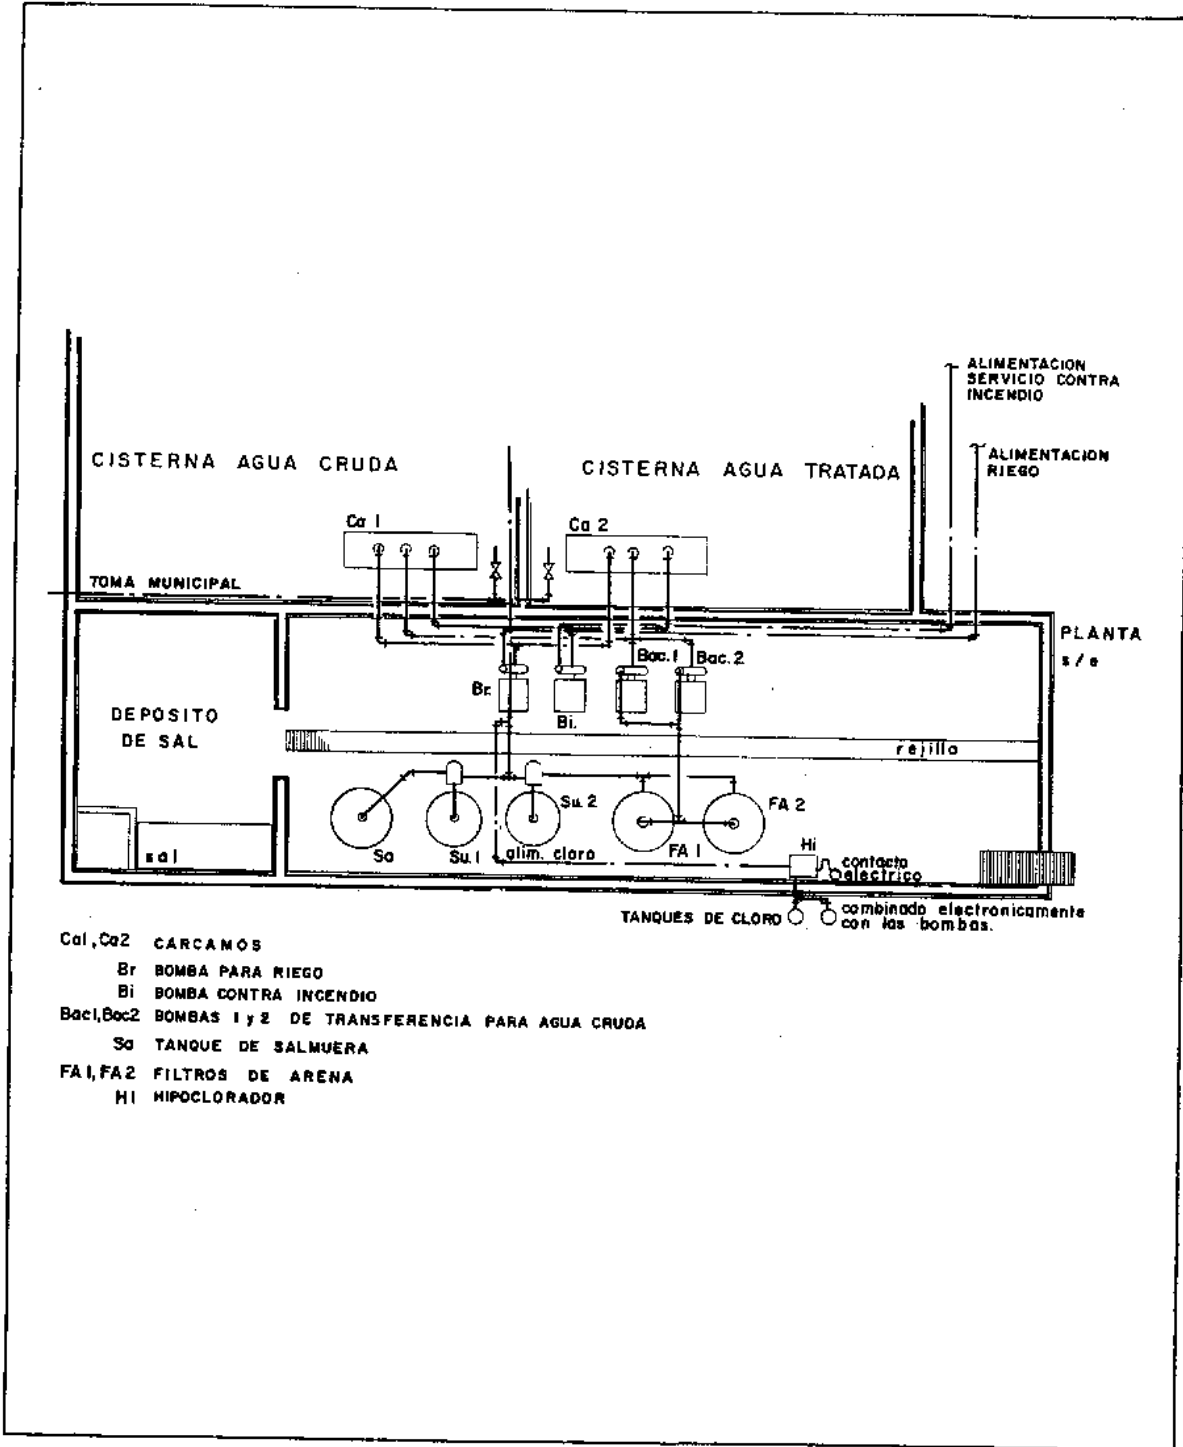 ALIMENTACION
SERVICIO CONTRA
INCENDIO
CISTERNA AGUA CRUDA
CISTERNA AGUA TRATADA
ALIMENTACION
RIEGO
Ca 1
Ca 2
TOMA MUNICIPAL
PLANTA
s/e
Bac.1
Bac.2
Br.
Bi.
DEPOSITO
DE SAL
rejilla
Su.2
FA 2
Sa
Su.1
alim. cloro
FA 1
Hi
sal
contacto
electrico
TANQUES DE CLORO
combinado electronicamente
con las bombas.
Ca1,Ca2 CARCAMOS
Br BOMBA PARA RIEGO
Bi BOMBA CONTRA INCENDIO
Bac1,Bac2 BOMBAS 1 y 2 DE TRANSFERENCIA PARA AGUA CRUDA
Sa TANQUE DE SALMUERA
FA1,FA2 FILTROS DE ARENA
Hi HIPOCLORADOR